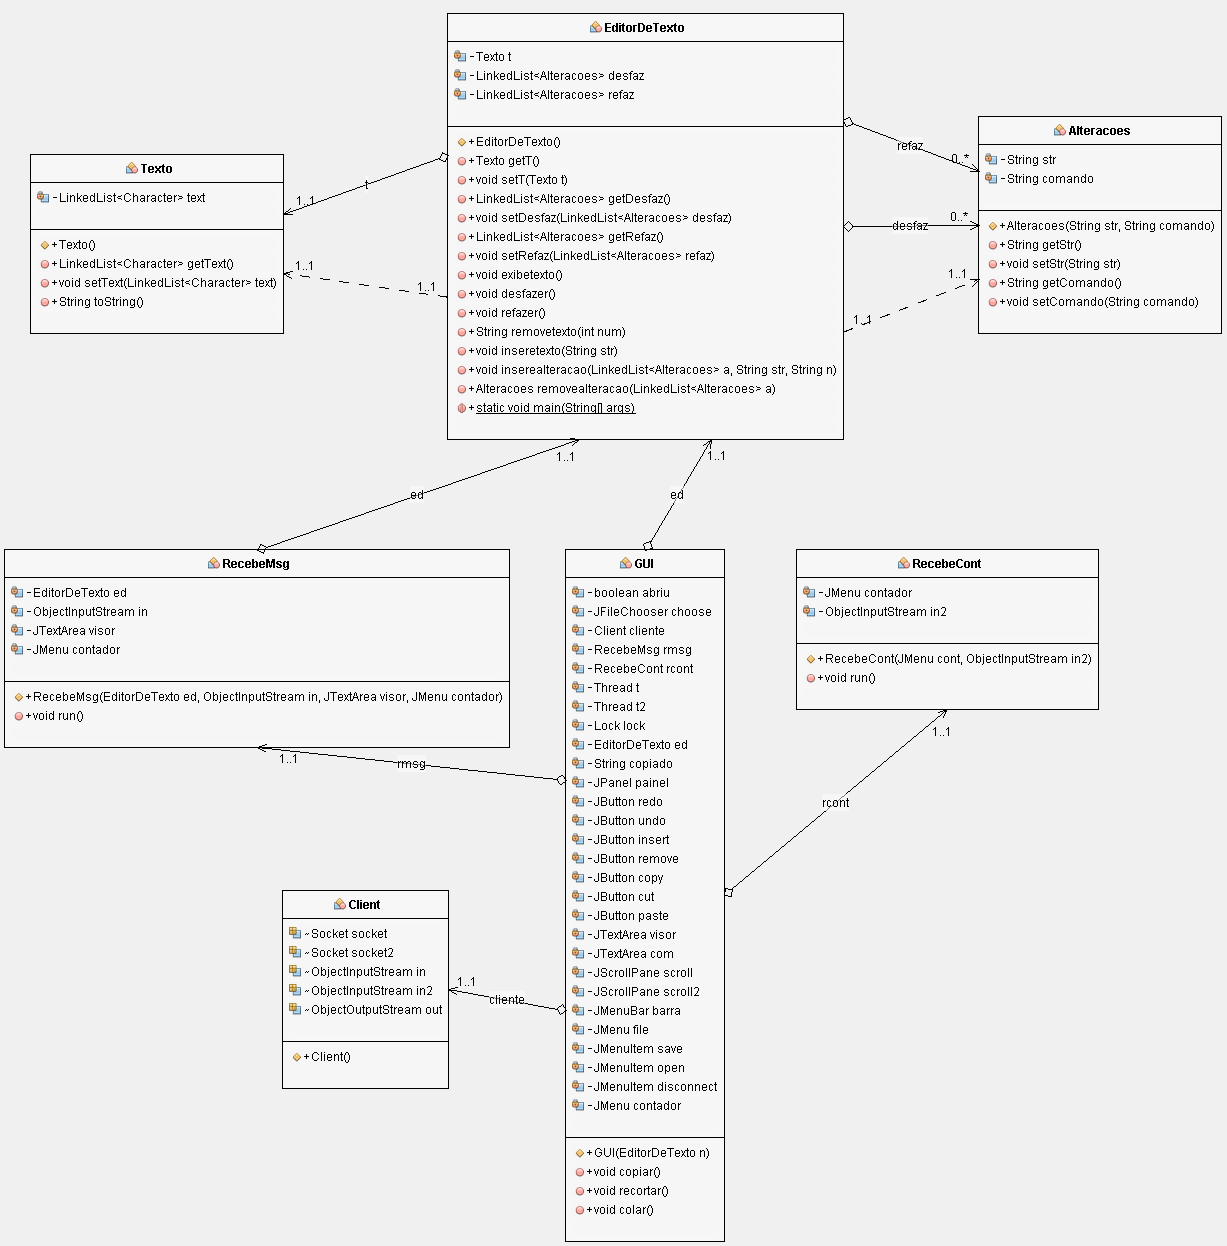 EditorDeTexto
-Texto t
-LinkedList<Alteracoes> desfaz
-LinkedList<Alteracoes> refaz
+EditorDeTexto()
+Texto getT()
+void setT(Texto t)
+LinkedList<Alteracoes> getDesfaz()
+void setDesfaz(LinkedList<Alteracoes> desfaz)
+LinkedList<Alteracoes> getRefaz()
+void setRefaz(LinkedList<Alteracoes> refaz)
+void exibetexto()
+void desfazer()
+void refazer()
+String removetexto(int num)
+void inseretexto(String str)
+void inserealteracao(LinkedList<Alteracoes> a, String str, String n)
+Alteracoes removealteracao(LinkedList<Alteracoes> a)
+static void main(String[] args)
Texto
-LinkedList<Character> text
+Texto()
+LinkedList<Character> getText()
+void setText(LinkedList<Character> text)
+String toString()
t
1..1
1..1
1..1
Alteracoes
-String str
-String comando
+Alteracoes(String str, String comando)
+String getStr()
+void setStr(String str)
+String getComando()
+void setComando(String comando)
refaz
0..*
desfaz
0..*
1..1
1..1
1..1
ed
1..1
ed
RecebeMsg
-EditorDeTexto ed
-ObjectInputStream in
-JTextArea visor
-JMenu contador
+RecebeMsg(EditorDeTexto ed, ObjectInputStream in, JTextArea visor, JMenu contador)
+void run()
1..1
rmsg
GUI
-boolean abriu
-JFileChooser choose
-Client cliente
-RecebeMsg rmsg
-RecebeCont rcont
-Thread t
-Thread t2
-Lock lock
-EditorDeTexto ed
-String copiado
-JPanel painel
-JButton redo
-JButton undo
-JButton insert
-JButton remove
-JButton copy
-JButton cut
-JButton paste
-JTextArea visor
-JTextArea com
-JScrollPane scroll
-JScrollPane scroll2
-JMenuBar barra
-JMenu file
-JMenuItem save
-JMenuItem open
-JMenuItem disconnect
-JMenu contador
+GUI(EditorDeTexto n)
+void copiar()
+void recortar()
+void colar()
RecebeCont
-JMenu contador
-ObjectInputStream in2
+RecebeCont(JMenu cont, ObjectInputStream in2)
+void run()
1..1
rcont
Client
~Socket socket
~Socket socket2
~ObjectInputStream in
~ObjectInputStream in2
~ObjectOutputStream out
+Client()
1..1
cliente